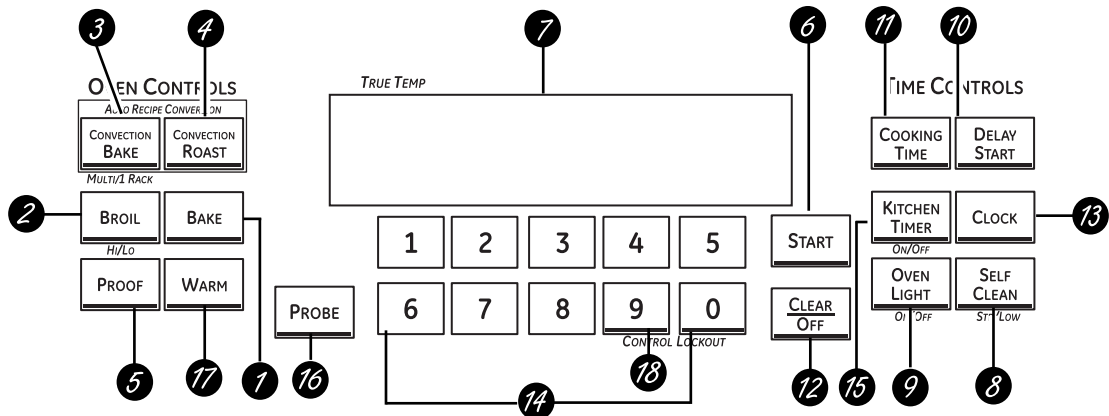 3 4 7 6 11 10
OVEN CONTROLS TRUE TEMP TIME CONTROLS
AUTO RECIPE CONVERSION
CONVECTION BAKE
CONVECTION ROAST
COOKING TIME
DELAY START
MULTI/1 RACK
2 BROIL BAKE
HI/LO
1 2 3 4 5
START
KITCHEN TIMER
ON/OFF
CLOCK 13
PROOF WARM
PROBE
6 7 8 9 0
CONTROL LOCKOUT
CLEAR
OFF
OVEN LIGHT
ON/OFF
SELF CLEAN
STD/LOW
5 17 1 16 14 18 12 15 9 8